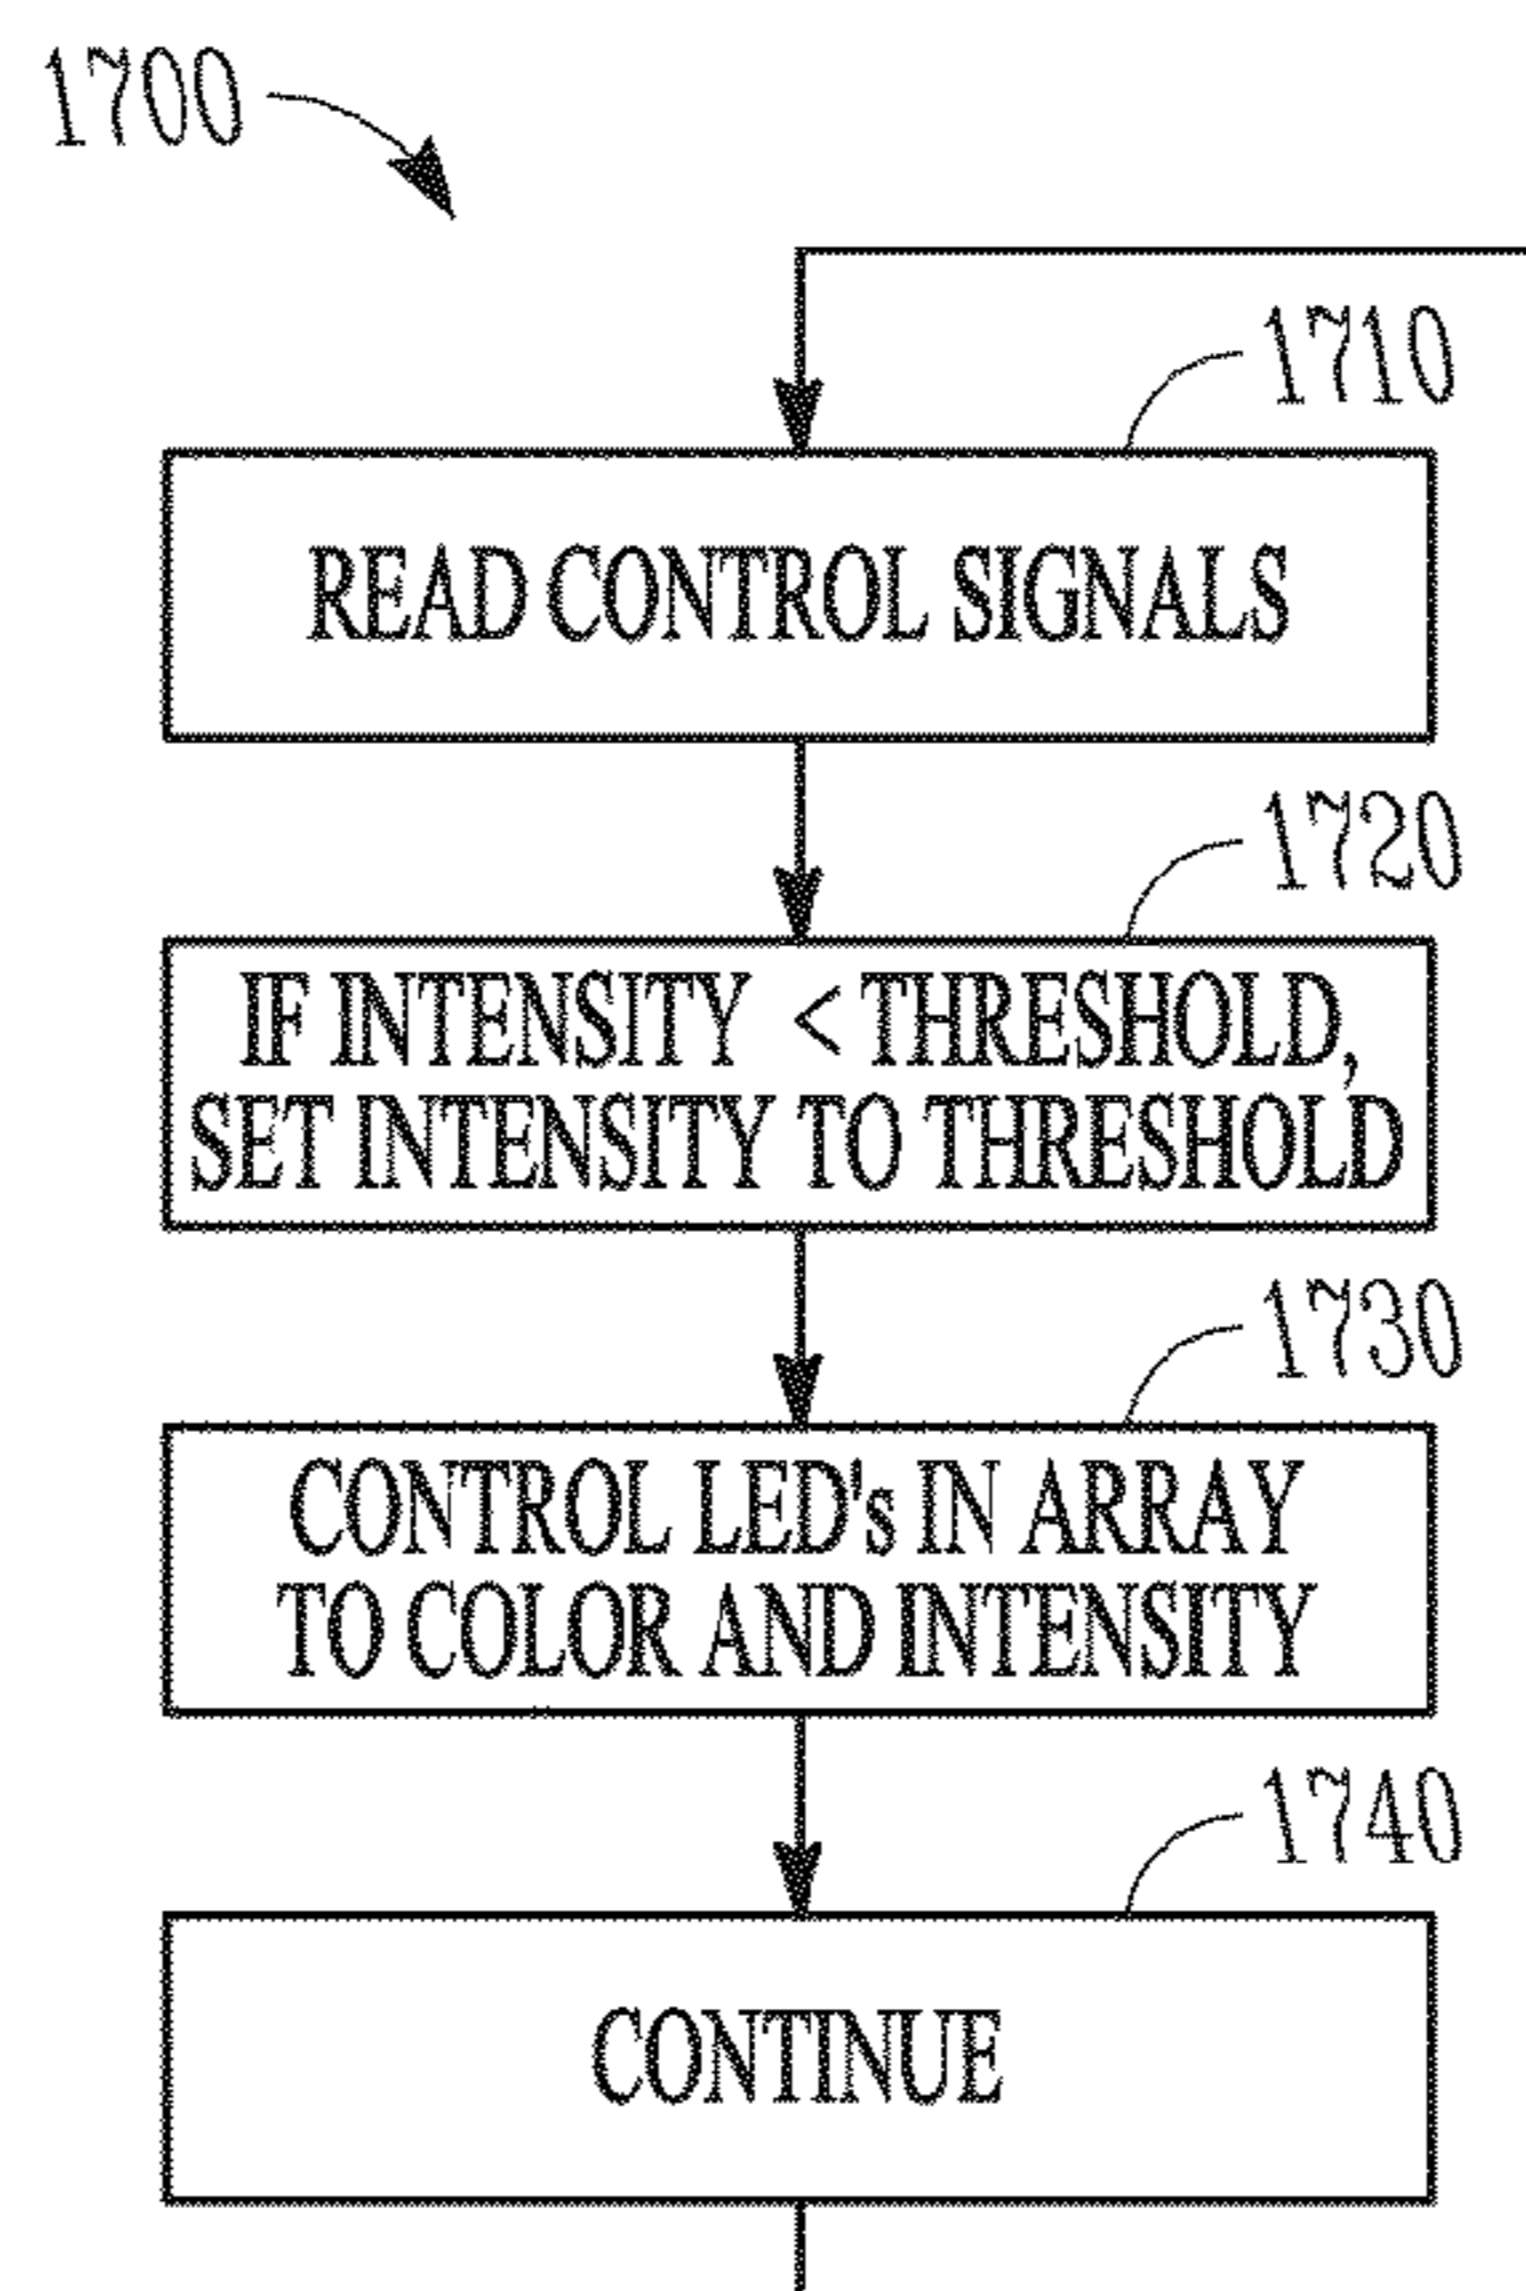 1700
1710
READ CONTROL SIGNALS
1720
IF INTENSITY < THRESHOLD,
SET INTENSITY TO THRESHOLD
1730
CONTROL LED's IN ARRAY
TO COLOR AND INTENSITY
1740
CONTINUE